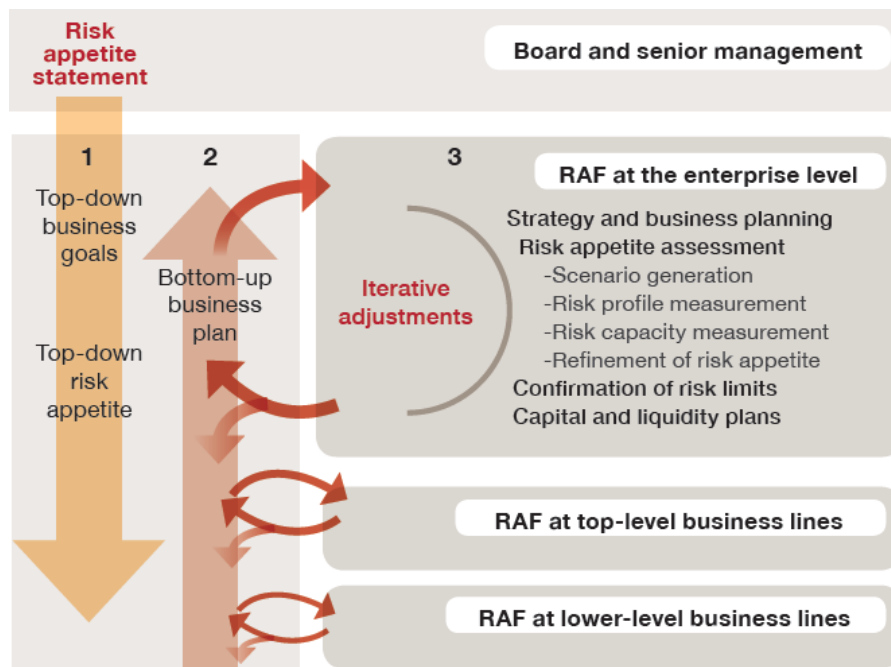 Risk
appetite
statement
Board and senior management
1
Top-down
business
goals
Top-down
risk
appetite
2
Bottom-up
business
plan
3
RAF at the enterprise level
Iterative
adjustments
Strategy and business planning
Risk appetite assessment
-Scenario generation
-Risk profile measurement
-Risk capacity measurement
-Refinement of risk appetite
Confirmation of risk limits
Capital and liquidity plans
RAF at top-level business lines
RAF at lower-level business lines